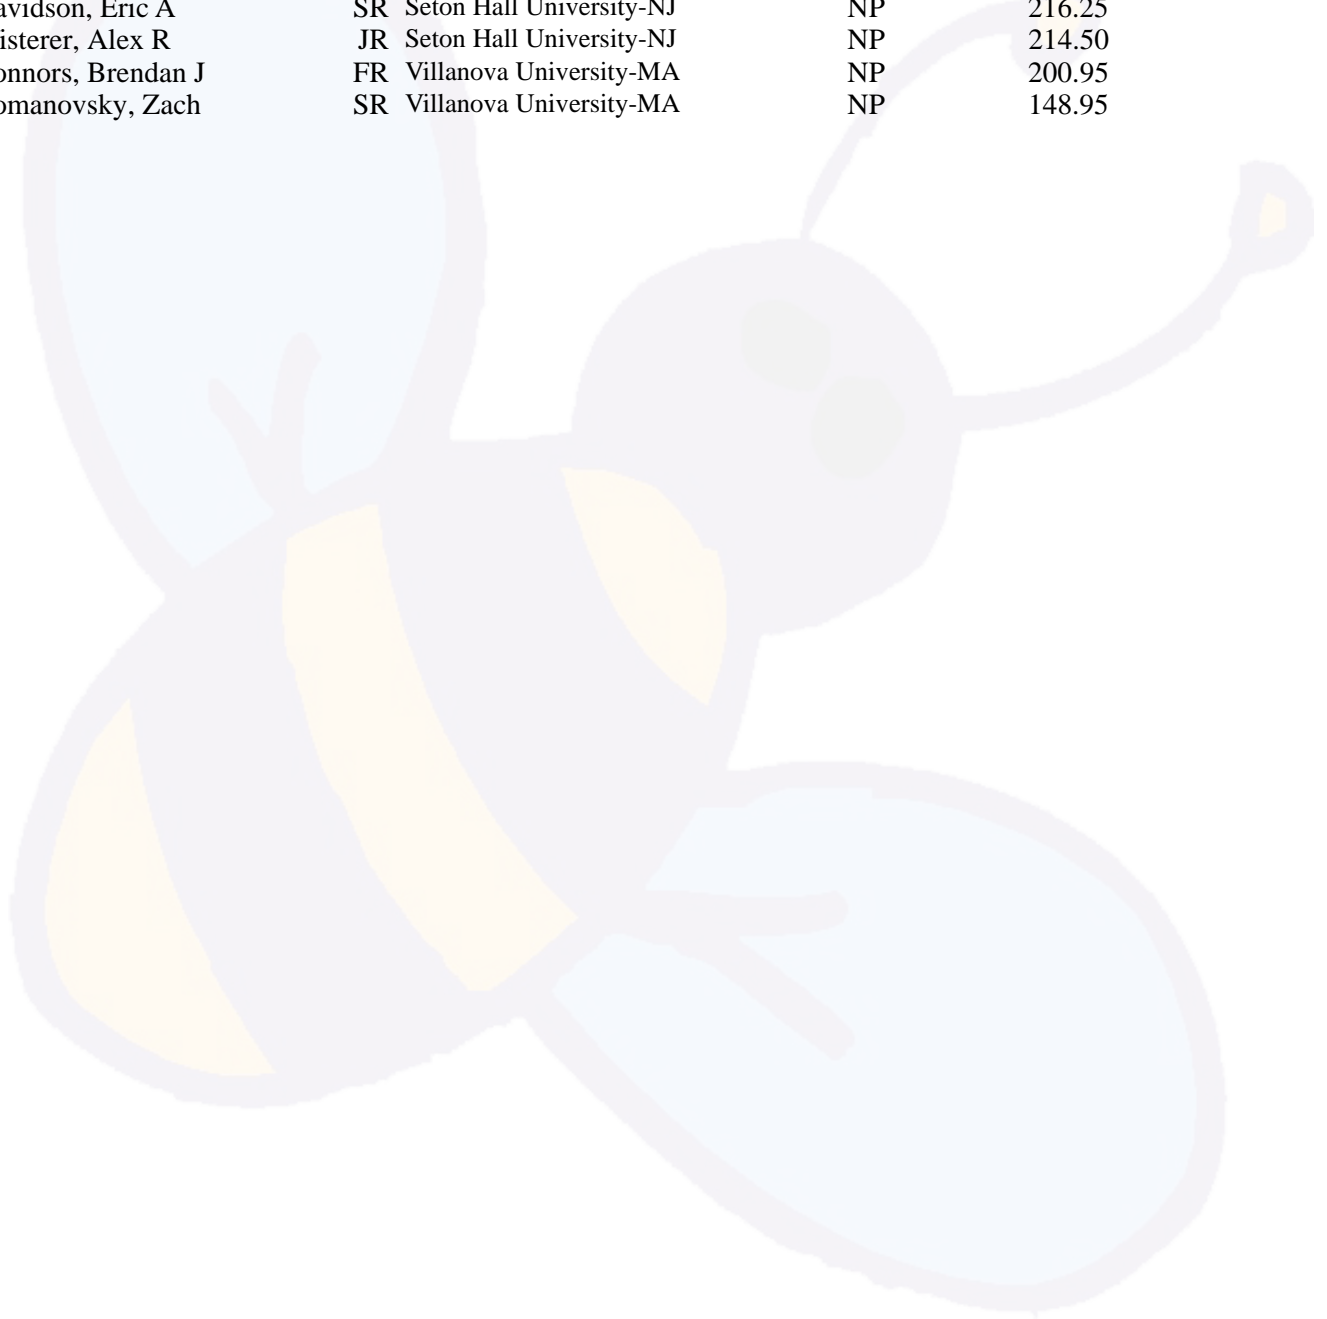 avidson, Eric A SR Seton Hall University-NJ NP 216.25
isterer, Alex R JR Seton Hall University-NJ NP 214.50
onnors, Brendan J FR Villanova University-MA NP 200.95
omanovsky, Zach SR Villanova University-MA NP 148.95